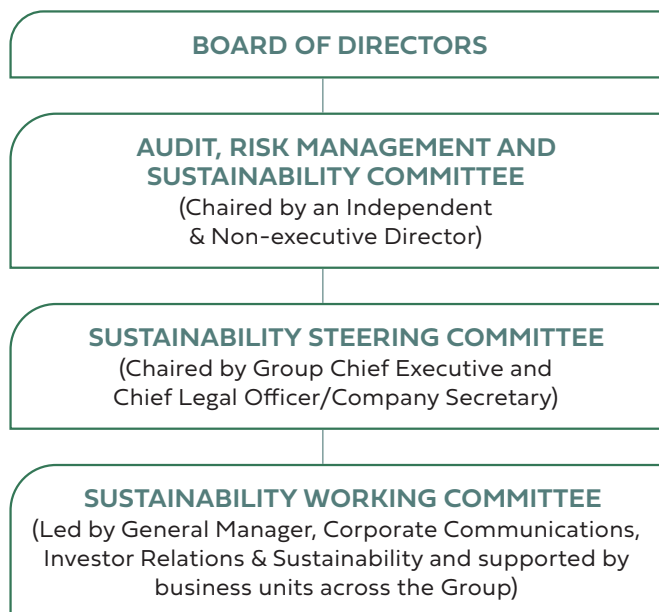 BOARD OF DIRECTORS
AUDIT, RISK MANAGEMENT AND
SUSTAINABILITY COMMITTEE
(Chaired by an Independent
& Non-executive Director)
SUSTAINABILITY STEERING COMMITTEE
(Chaired by Group Chief Executive and
Chief Legal Officer/Company Secretary)
SUSTAINABILITY WORKING COMMITTEE
(Led by General Manager, Corporate Communications,
Investor Relations & Sustainability and supported by
business units across the Group)